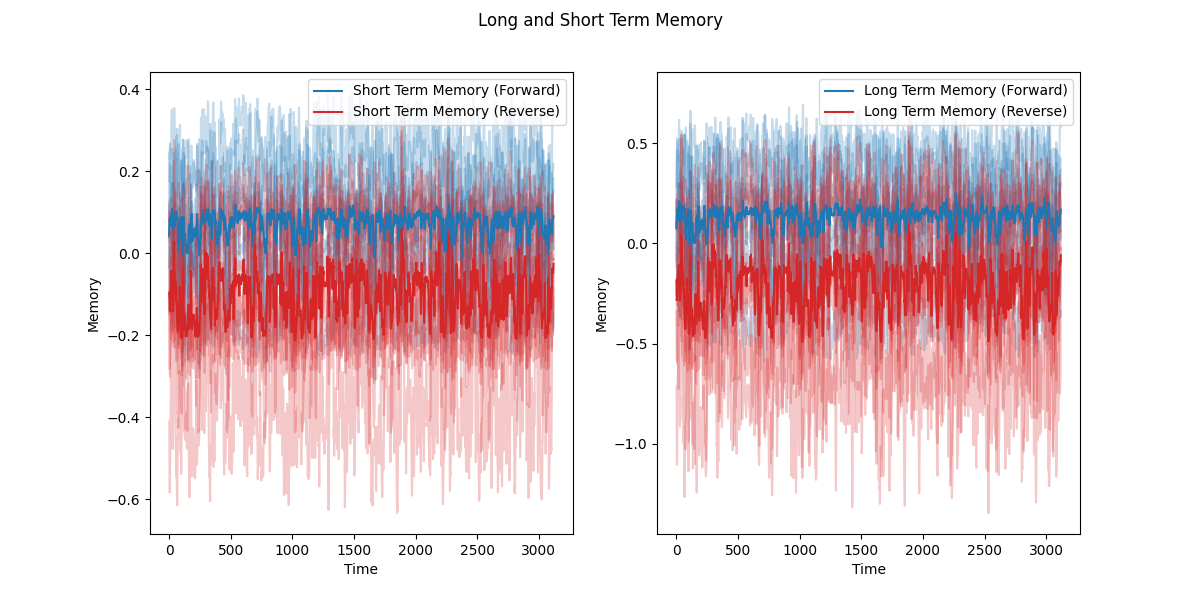 Long and Short Term Memory
Short Term Memory (Forward)
Short Term Memory (Reverse)
0.4
0.2
0.0
−0.2
−0.4
−0.6
Memory
0
500
1000
1500
2000
2500
3000
Time
Long Term Memory (Forward)
Long Term Memory (Reverse)
0.5
0.0
−0.5
−1.0
Memory
0
500
1000
1500
2000
2500
3000
Time